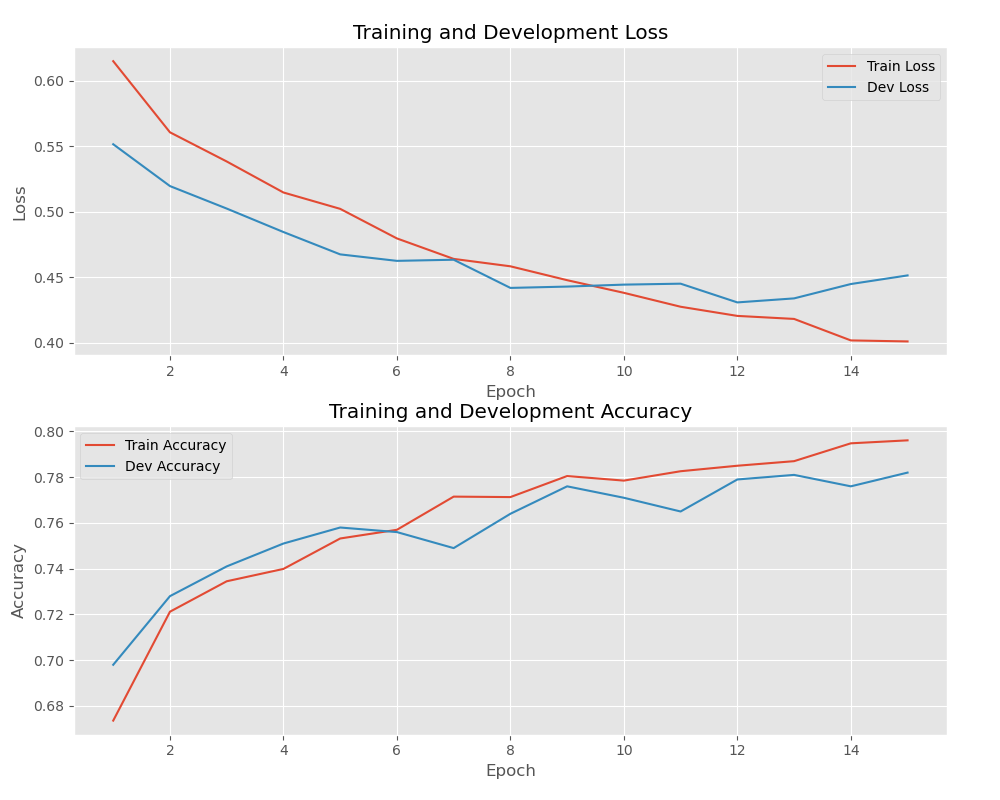 Training and Development Loss
Train Loss
Dev Loss
0.60
0.55
0.50
0.45
0.40
Loss
2 4 6 8 10 12 14
Epoch
Training and Development Accuracy
Train Accuracy
Dev Accuracy
0.80
0.78
0.76
0.74
0.72
0.70
0.68
Accuracy
2 4 6 8 10 12 14
Epoch